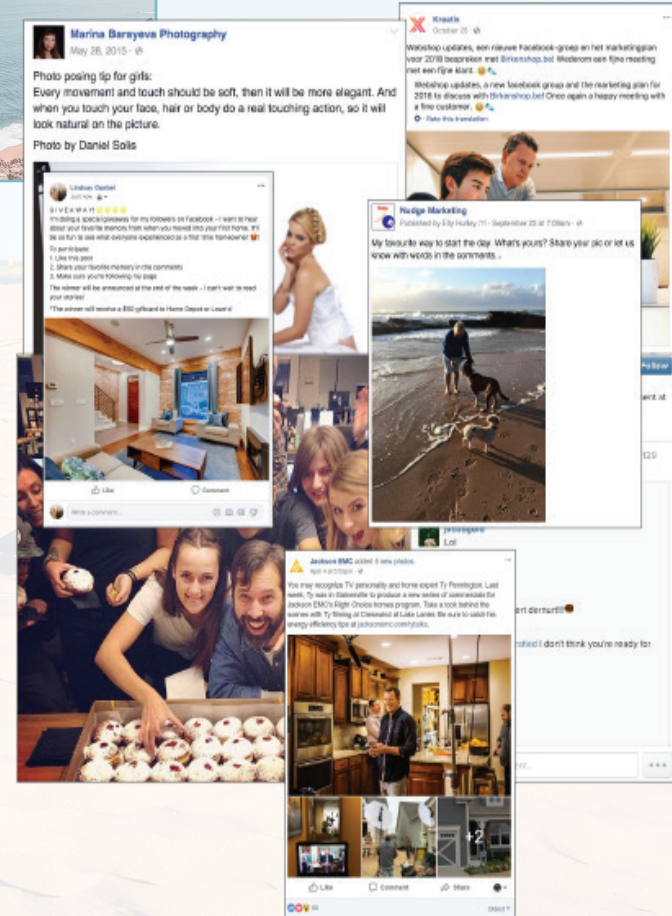 Marina Barayeva Photography
May 28, 2015 ·
Photo posing tip for girls:
Every movement and touch should be soft, then it will be more elegant. And
when you touch your face, hair or body do a real touching action, so it will
look natural on the picture.
Photo by Daniel Solis
Kreatix
October 25 ·
Webshop updates, een nieuwe Facebook-groep en het marketingplan
voor 2018 besproken met Birkenshop.be! Wederom een fijne meeting
met een fijne klant.
Webshop updates, a new facebook group and the marketing plan for
2018 to discuss with Birkenshop.be! Once again a happy meeting with
a fine customer.
Rate this translation
Lindsay Goebel
Just now ·
GIVEAWAY!
I'm doing a special giveaway for my followers on Facebook - I want to hear
about your favorite memory from when you moved into your first home. It'll
be so fun to see what everyone experienced as a first time homeowner
To participate:
1. Like this post
2. Share your favorite memory in the comments
3. Make sure you're following my page
The winner will be announced at the end of the week - I can't wait to read
your stories!
*The winner will receive a $50 giftcard to Home Depot or Lowe's!
Like Comment
Write a comment...
Nudge Marketing
Published by Elly Hurley · September 25 at 7:09am ·
My favourite way to start the day. What's yours? Share your pic or let us
know with words in the comments...
Follow
ent at
Lol
I don't think you're ready for
Jackson EMC added 5 new photos.
You may recognize TV personality and home expert Ty Pennington. Last
week, Ty was in Gainesville to produce a new series of commercials for
Jackson EMC's Right Choice homes program. Take a look behind the
scenes with Ty filming at Cresswind at Lake Lanier. Be sure to catch his
energy efficiency tips at jacksonemc.com/tytalks.
+2
Like Comment Share
Oldest